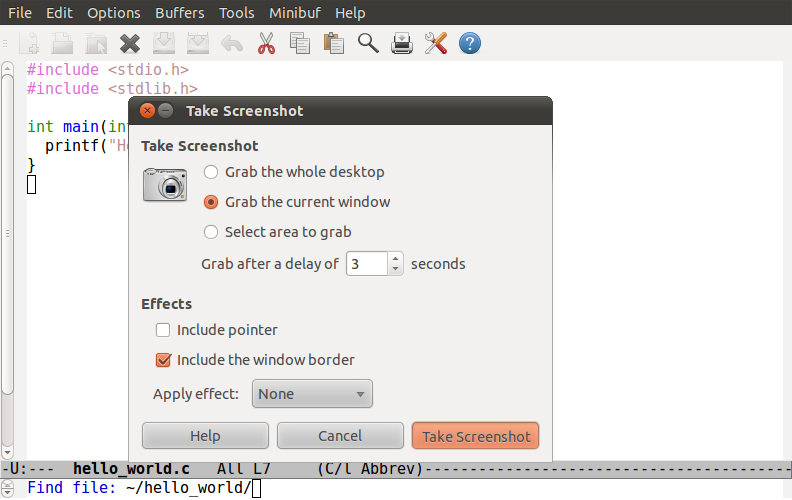 File Edit Options Buffers Tools Minibuf Help
#include <stdio.h>
#include <stdlib.h>
Take Screenshot
int main(in
printf("H
}
Take Screenshot
Grab the whole desktop
Grab the current window
Select area to grab
Grab after a delay of 3 seconds
Effects
Include pointer
Include the window border
Apply effect: None
Help Cancel Take Screenshot
-U:--- hello_world.c All L7 (C/l Abbrev)-----------------------------------------
Find file: ~/hello_world/